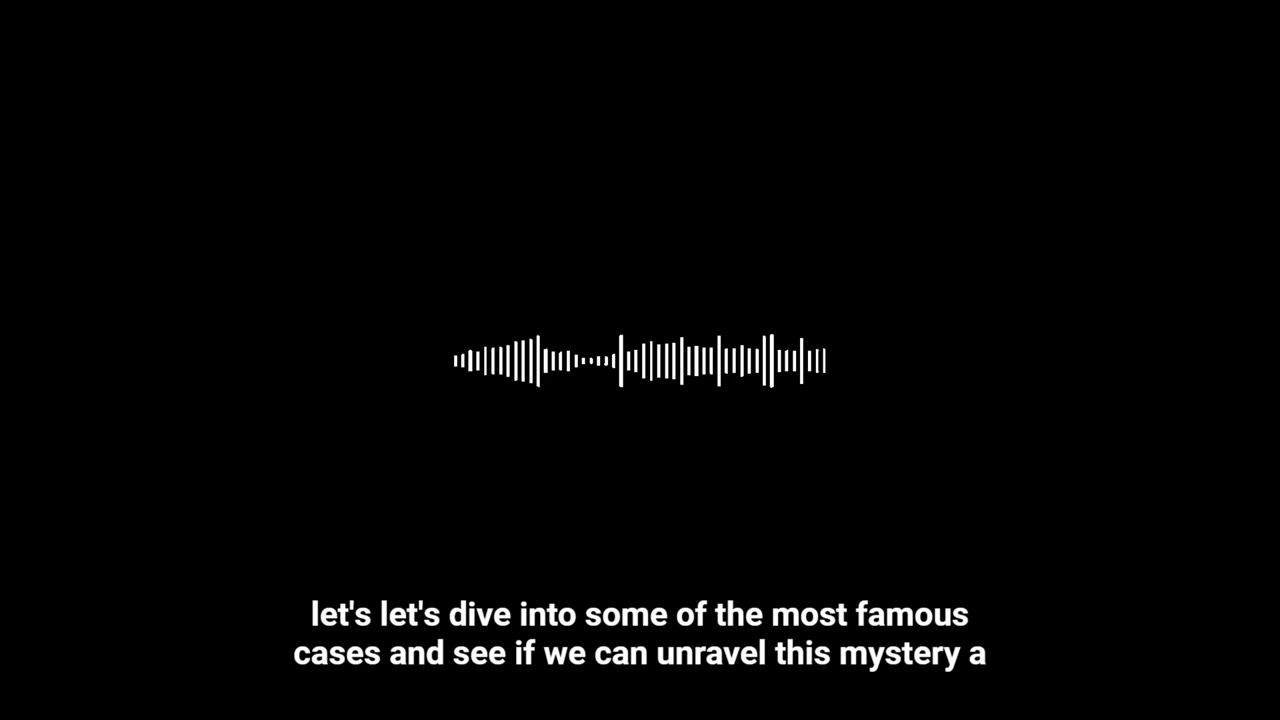 let's let's dive into some of the most famous
cases and see if we can unravel this mystery a